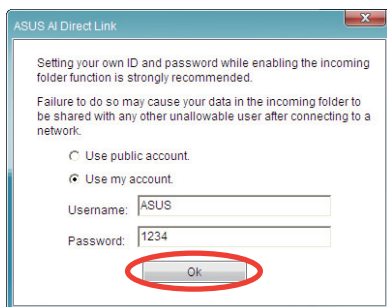 ASUS AI Direct Link
Setting your own ID and password while enabling the incoming
folder function is strongly recommended.
Failure to do so may cause your data in the incoming folder to
be shared with any other unallowable user after connecting to a
network.
Use public account.
Use my account.
Username: ASUS
Password: 1234
Ok